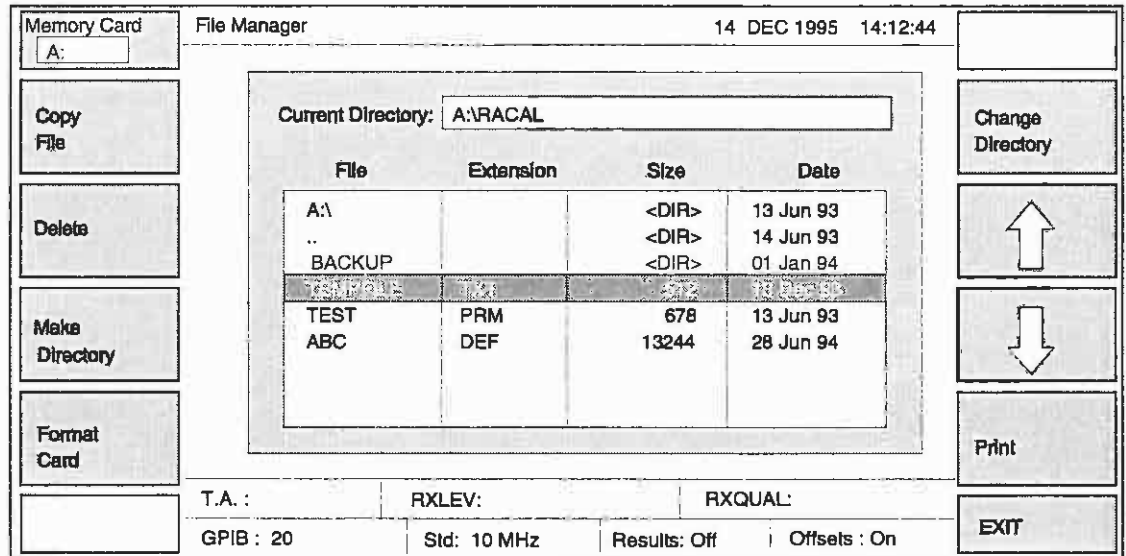 Memory Card
A:
File Manager
14 DEC 1995 14:12:44
Copy
File
Delete
Make
Directory
Format
Card
Current Directory: A:\RACAL
File Extension Size Date
A:\ <DIR> 13 Jun 93
.. <DIR> 14 Jun 93
BACKUP <DIR> 01 Jan 94
TEST PRM 678 13 Jun 93
ABC DEF 13244 28 Jun 94
Change
Directory
Print
EXIT
T.A. : RXLEV: RXQUAL:
GPIB : 20 Std: 10 MHz Results: Off Offsets : On